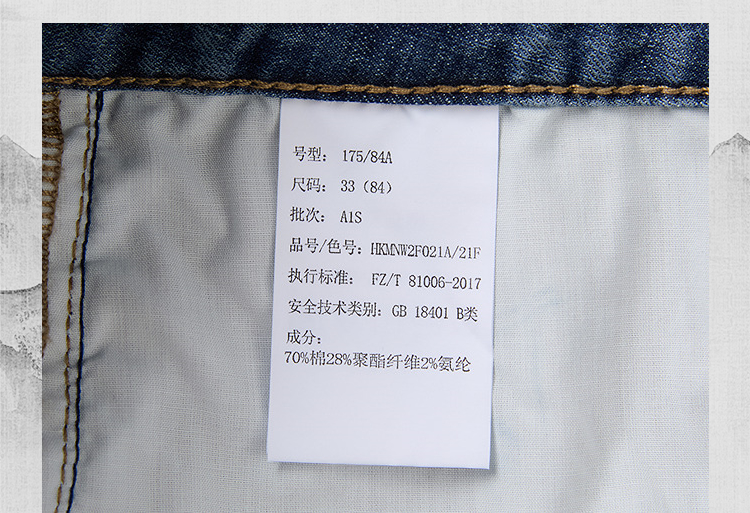 号型： 175/84A
尺码： 33（84）
批次： A1S
品号/色号：HKMNW2F021A/21F
执行标准： FZ/T 81006-2017
安全技术类别：GB 18401 B类
成分：
70%棉28%聚酯纤维2%氨纶